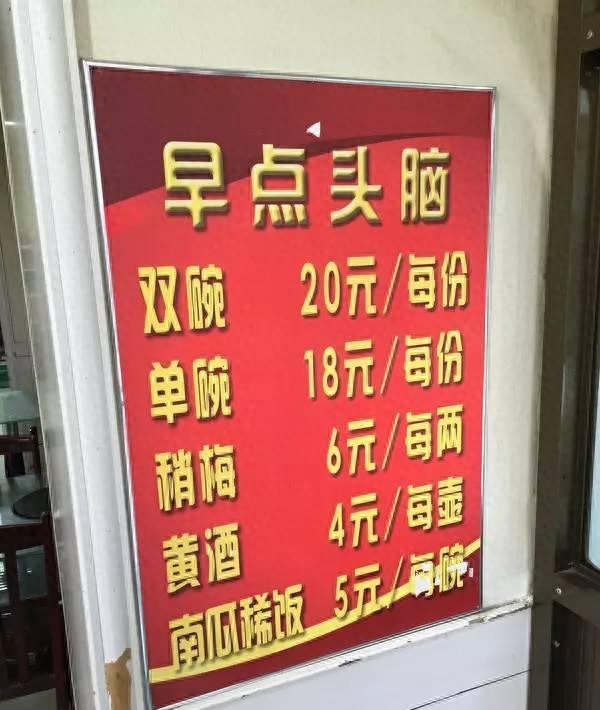 早点头脑
双碗 20元/每份
单碗 18元/每份
稍梅 6元/每两
黄酒 4元/每壶
南瓜稀饭 5元/每碗